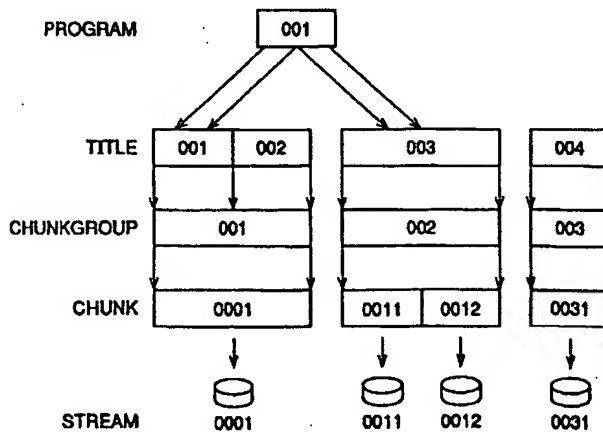 PROGRAM 001
TITLE 001 002 003 004
CHUNKGROUP 001 002 003
CHUNK 0001 0011 0012 0031
STREAM 0001 0011 0012 0031